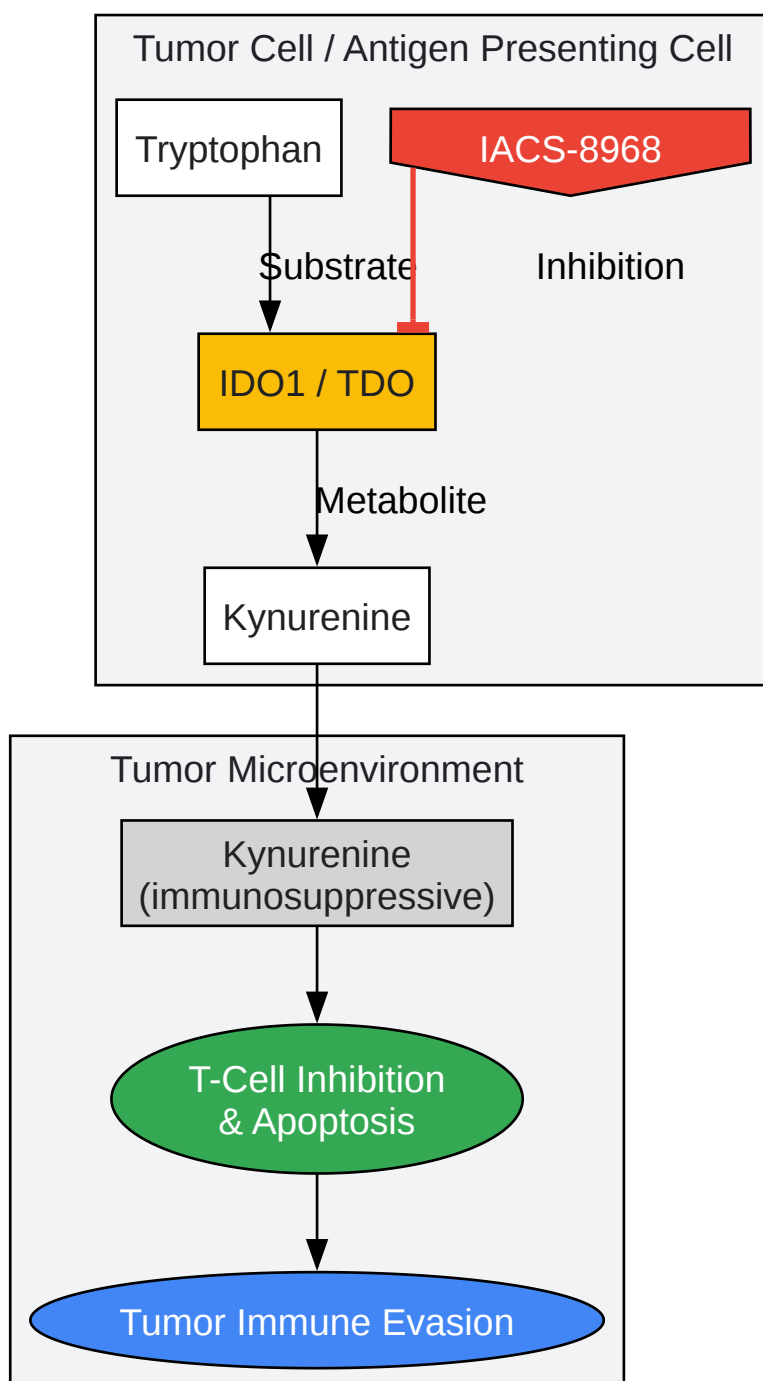 Tumor Cell / Antigen Presenting Cell
Tryptophan
IACS-8968
Substrate
Inhibition
IDO1 / TDO
Metabolite
Kynurenine
Tumor Microenvironment
Kynurenine
(immunosuppressive)
T-Cell Inhibition
& Apoptosis
Tumor Immune Evasion